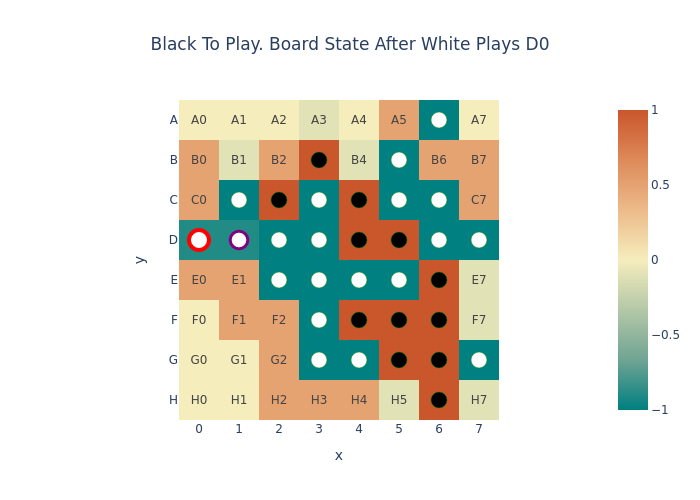 Black To Play. Board State After White Plays D0
A A0 A1 A2 A3 A4 A5 A7
B B0 B1 B2 B4 B6 B7
C C0 C7
D
E E0 E1 E7
F F0 F1 F2 F7
G G0 G1 G2
H H0 H1 H2 H3 H4 H5 H7
0 1 2 3 4 5 6 7
x
y
1
0.5
0
−0.5
−1